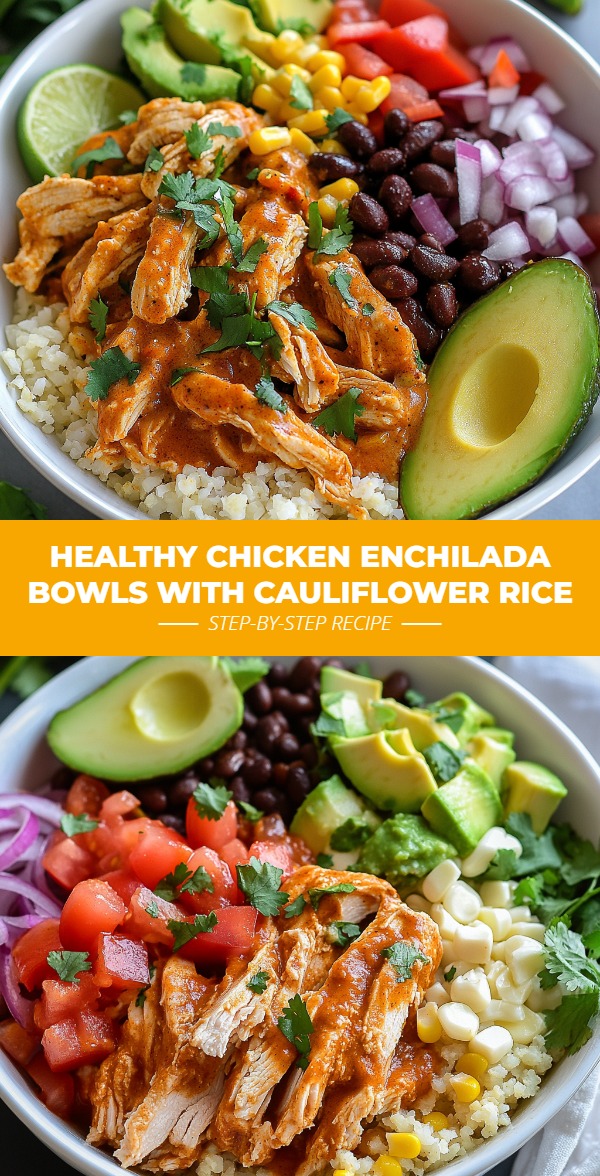 HEALTHY CHICKEN ENCHILADA
BOWLS WITH CAULIFLOWER RICE
STEP-BY-STEP RECIPE